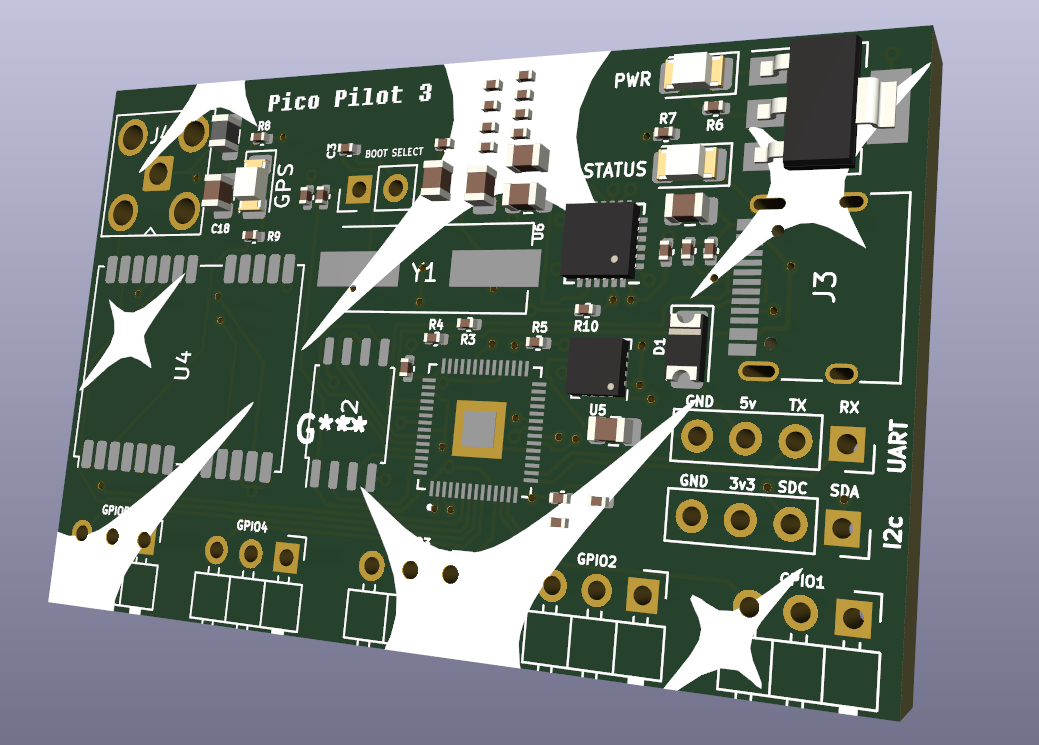 Pico Pilot 3
PWR
J4
R8
C3
BOOT SELECT
R7
R6
STATUS
GPS
C18
R9
U6
Y1
J3
U4
R4
R3
R5
R10
D1
G***
U5
GND
5v
TX
RX
UART
GND
3v3
SDC
SDA
I2c
GPIO4
GPIO2
GPIO1